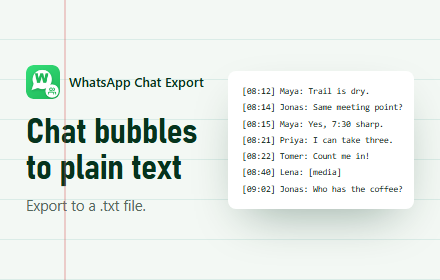 WhatsApp Chat Export
Chat bubbles
to plain text
Export to a .txt file.
[08:12] Maya: Trail is dry.
[08:14] Jonas: Same meeting point?
[08:15] Maya: Yes, 7:30 sharp.
[08:21] Priya: I can take three.
[08:22] Tomer: Count me in!
[08:40] Lena: [media]
[09:02] Jonas: Who has the coffee?